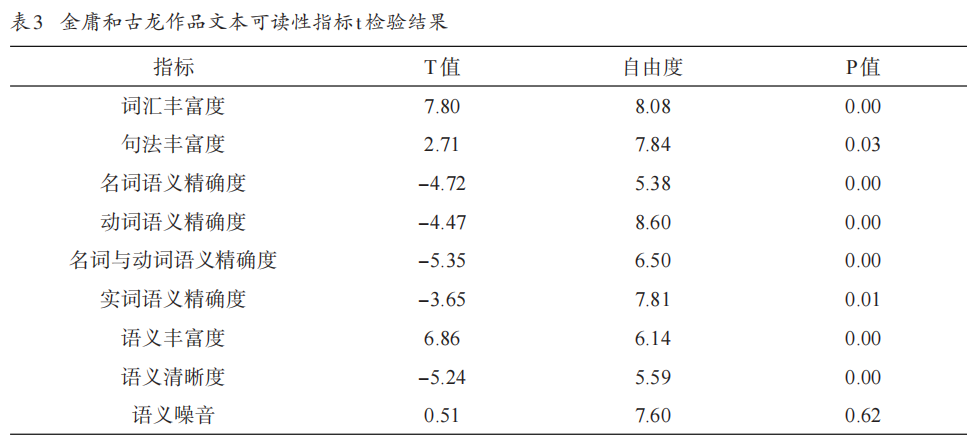 表3 金庸和古龙作品文本可读性指标t检验结果
指标 T值 自由度 P值
词汇丰富度 7.80 8.08 0.00
句法丰富度 2.71 7.84 0.03
名词语义精确度 −4.72 5.38 0.00
动词语义精确度 −4.47 8.60 0.00
名词与动词语义精确度 −5.35 6.50 0.00
实词语义精确度 −3.65 7.81 0.01
语义丰富度 6.86 6.14 0.00
语义清晰度 −5.24 5.59 0.00
语义噪音 0.51 7.60 0.62